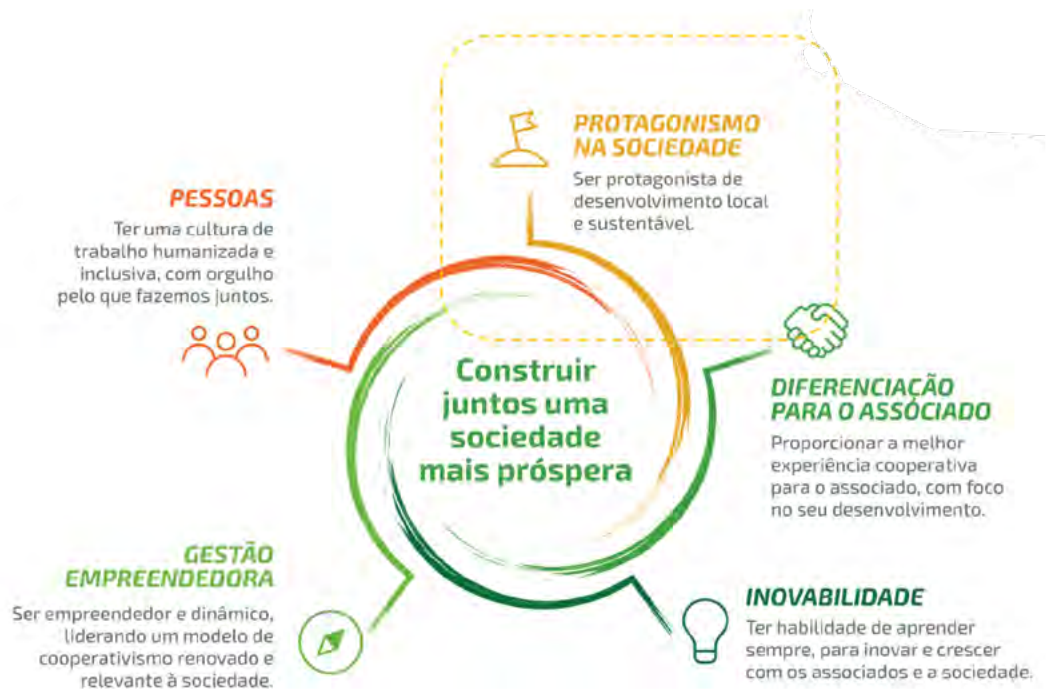 PROTAGONISMO
NA SOCIEDADE
Ser protagonista de
desenvolvimento local
e sustentável.
PESSOAS
Ter uma cultura de
trabalho humanizada e
inclusiva, com orgulho
pelo que fazemos juntos.
Construir
juntos uma
sociedade
mais próspera
DIFERENCIAÇÃO
PARA O ASSOCIADO
Proporcionar a melhor
experiência cooperativa
para o associado, com foco
no seu desenvolvimento.
GESTÃO
EMPREENDEDORA
Ser empreendedor e dinâmico,
liderando um modelo de
cooperativismo renovado e
relevante à sociedade.
INOVABILIDADE
Ter habilidade de aprender
sempre, para inovar e crescer
com os associados e a sociedade.